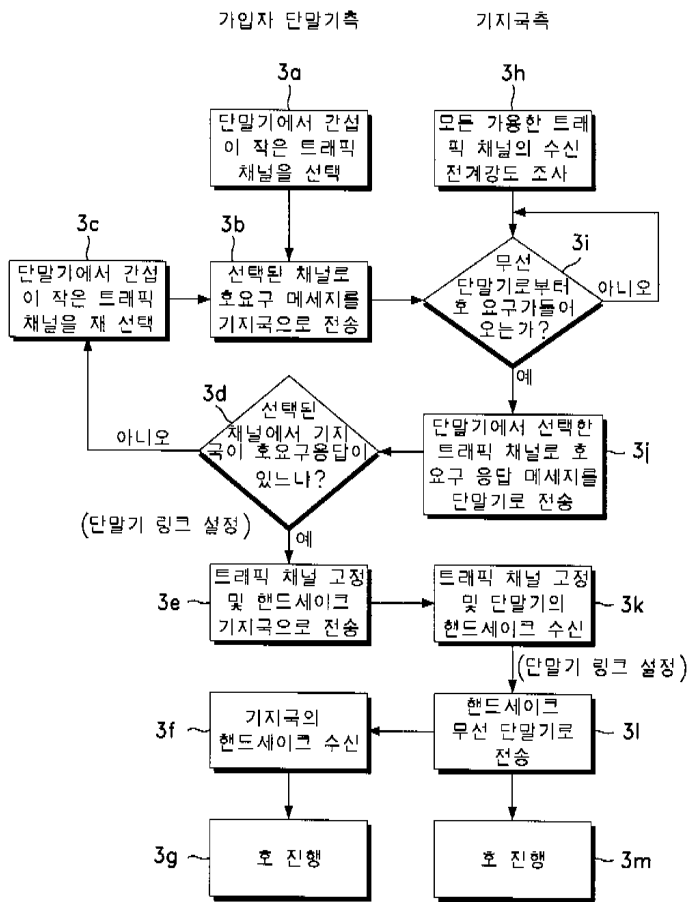 가입자 단말기측
기지국측
3a
3h
단말기에서 간섭
이 작은 트래픽
채널을 선택
모든 가용한 트래
픽 채널의 수신
전계강도 조사
3c
3b
3i
단말기에서 간섭
이 작은 트래픽
채널을 재 선택
선택된 채널로
호요구 메세지를
기지국으로 전송
무선
단말기로부터
호 요구가들어
오는가?
아니오
예
3d
선택된
채널에서 기지
국이 호요구응답이
있느냐?
아니오
단말기에서 선택한
트래픽 채널로 호
요구 응답 메세지를
단말기로 전송
3j
(단말기 링크 설정)
예
3e
트래픽 채널 고정
및 핸드세이크
기지국으로 전송
트래픽 채널 고정
및 단말기의
핸드세이크 수신
3k
(단말기 링크 설정)
3f
기지국의
핸드세이크 수신
핸드세이크
무선 단말기로
전송
3l
3g
호 진행
호 진행
3m